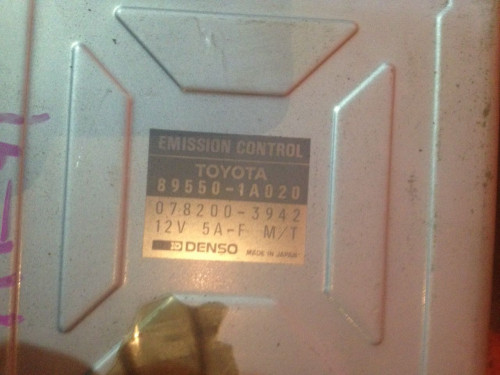 EMISSION CONTROL
TOYOTA
89550-1A020
078200-3942
12V 5A-F M/T
DENSO MADE IN JAPAN